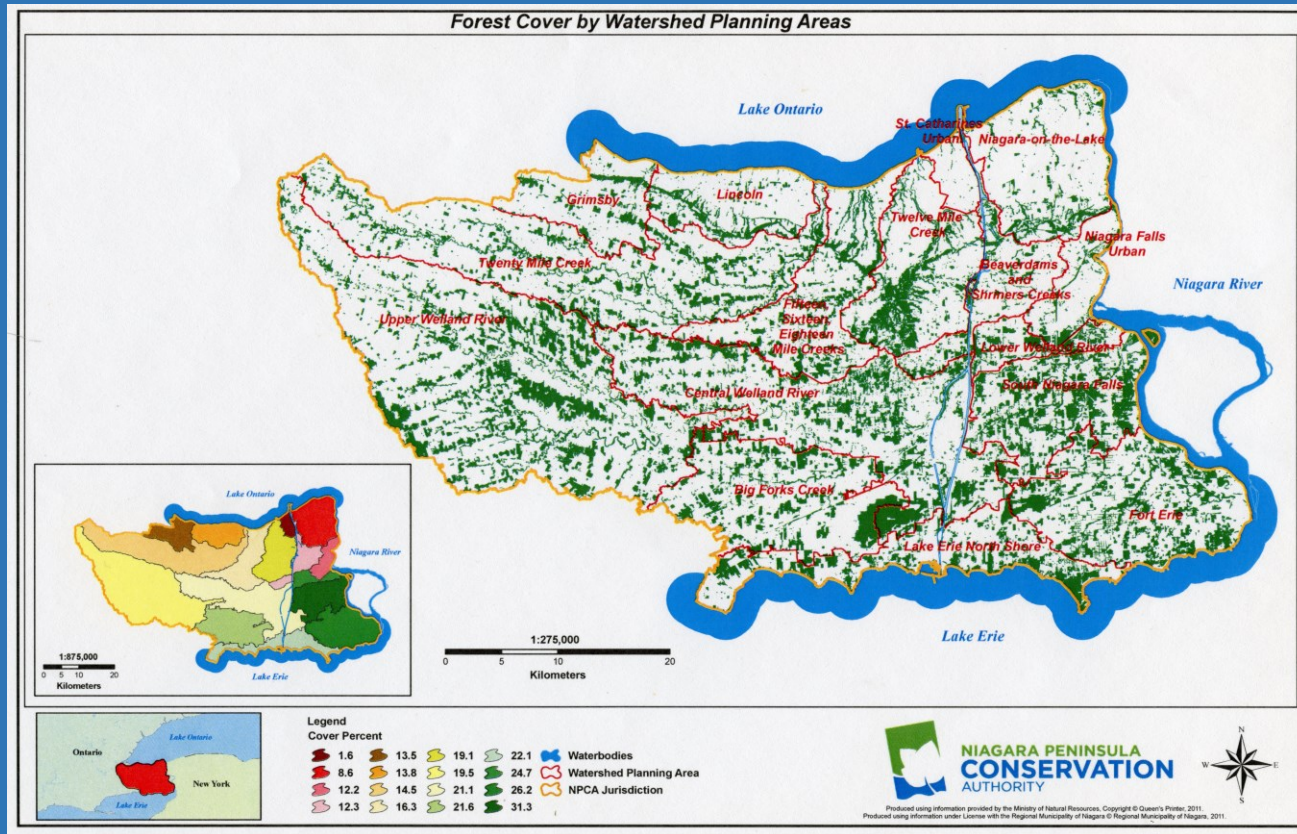 Forest Cover by Watershed Planning Areas
Lake Ontario
St. Catharines
Urban
Niagara-on-the-Lake
Grimsby
Lincoln
Twelve Mile
Creek
Niagara Falls
Urban
Twenty Mile Creek
Beaverdams
and
Shriners Creeks
Niagara River
Upper Welland River
Fifteen
Sixteen
Eighteen
Mile Creeks
Lower Welland River
South Niagara Falls
Central Welland River
Big Forks Creek
Fort Erie
Lake Erie North Shore
Lake Erie
1:275,000
0 5 10 20
Kilometers
Lake Ontario
Niagara River
1:875,000
0 5 10 20
Kilometers
Lake Erie
Ontario
Lake Ontario
New York
Lake Erie
Legend
Cover Percent
1.6 13.5 19.1 22.1 Waterbodies
8.6 13.8 19.5 24.7 Watershed Planning Area
12.2 14.5 21.1 26.2 NPCA Jurisdiction
12.3 16.3 21.6 31.3
NIAGARA PENINSULA
CONSERVATION
AUTHORITY
N
W E
S
Produced using information provided by the Ministry of Natural Resources, Copyright © Queen's Printer, 2011.
Produced using information under License with the Regional Municipality of Niagara © Regional Municipality of Niagara, 2011.